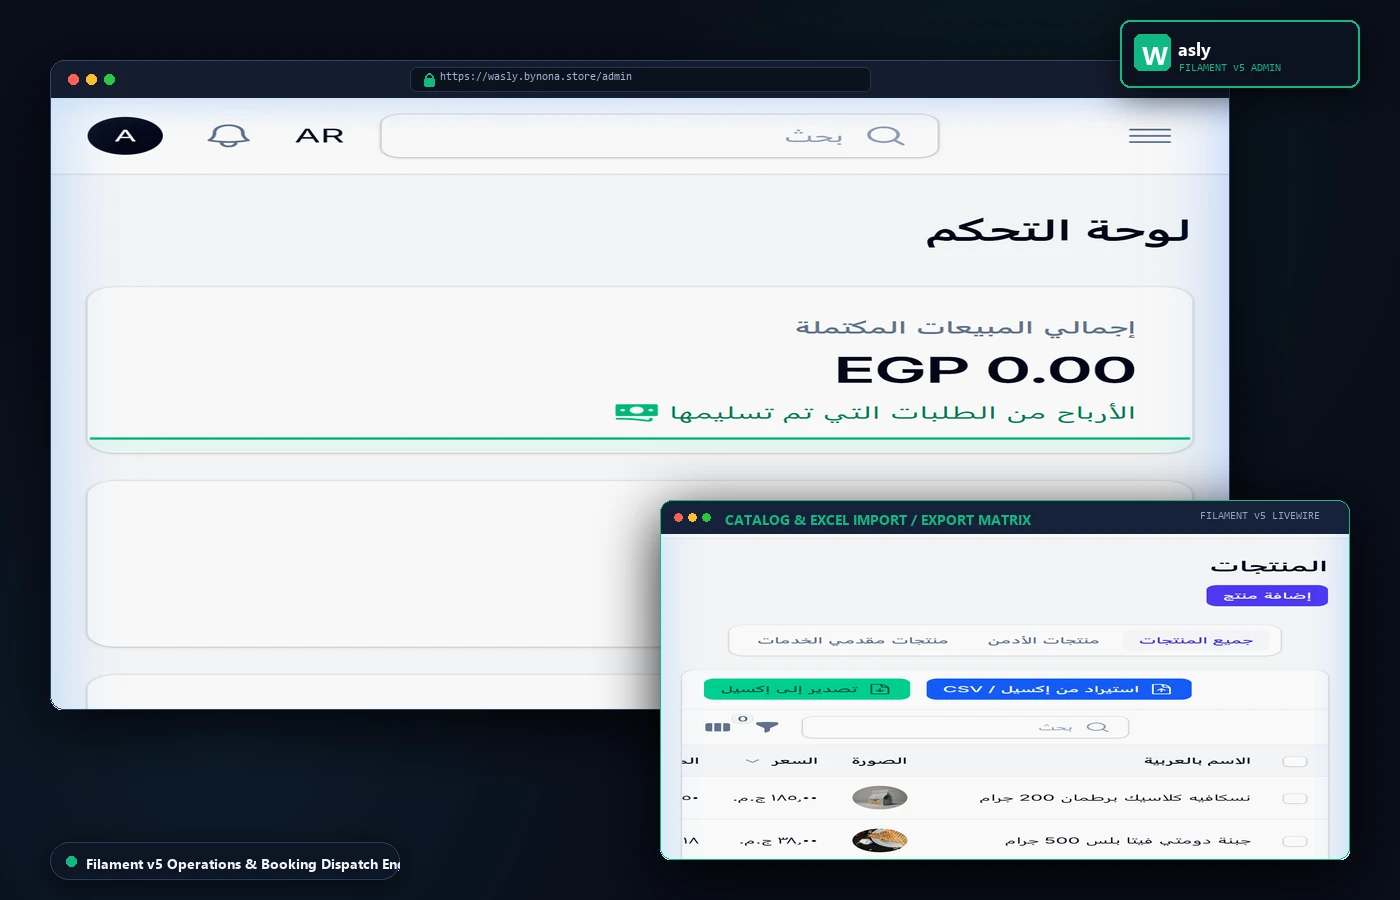 https://wasly.bynona.store/admin
W asly
FILAMENT v5 ADMIN
A
AR
بحث
لوحة التحكم
إجمالي المبيعات المكتملة
EGP 0.00
الأرباح من الطلبات التي تم تسليمها
CATALOG & EXCEL IMPORT / EXPORT MATRIX
FILAMENT v5 LIVEWIRE
المنتجات
إضافة منتج
جميع المنتجات منتجات الأدمن منتجات مقدمي الخدمات
استيراد من إكسيل / CSV تصدير إلى إكسيل
بحث 0
الاسم بالعربية الصورة السعر
نسكافيه كلاسيك برطمان 200 جرام ١٨٥٫٠٠ ج.م.
جبنة دومتي فيتا بلس 500 جرام ٣٨٫٠٠ ج.م. ١٨
Filament v5 Operations & Booking Dispatch